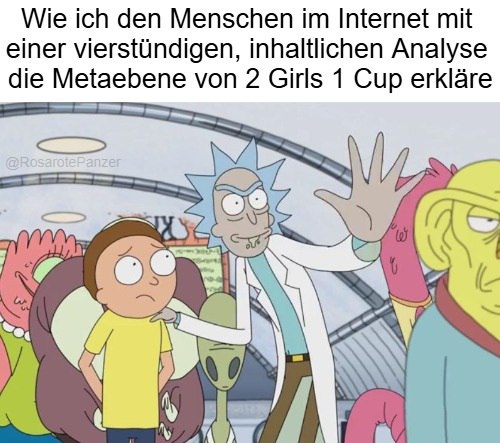 Wie ich den Menschen im Internet mit
einer vierstündigen, inhaltlichen Analyse
die Metaebene von 2 Girls 1 Cup erkläre
@RosarotePanzer